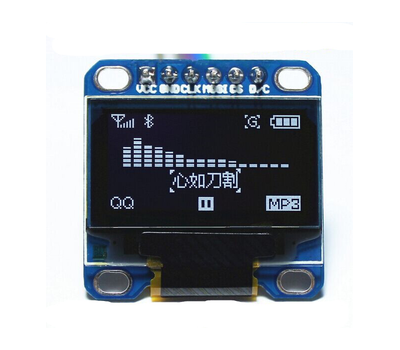 VCC GND CLK MOSI CS D/C
G
心如刀割
QQ MP3